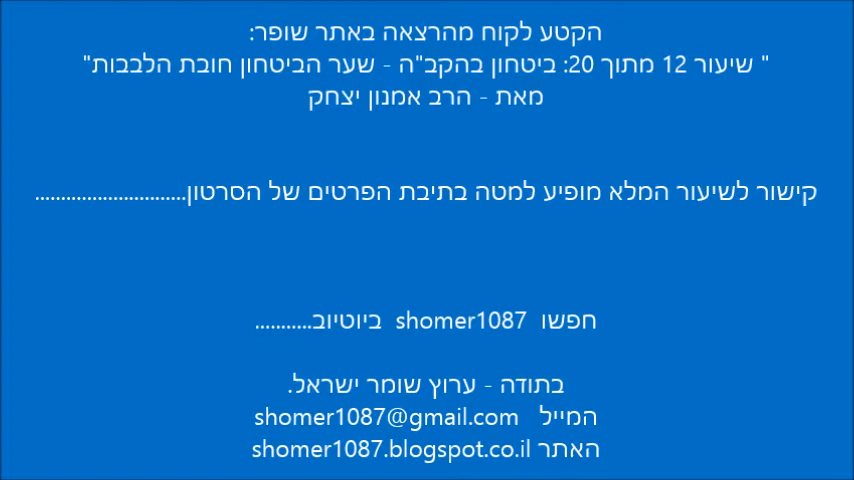 הקטע לקוח מהרצאה באתר שופר:
" שיעור 12 מתוך 20: ביטחון בהקב"ה - שער הביטחון חובת הלבבות"
מאת - הרב אמנון יצחק
קישור לשיעור המלא מופיע למטה בתיבת הפרטים של הסרטון.............................
חפשו shomer1087 ביוטיוב...........
בתודה - ערוץ שומר ישראל.
המייל shomer1087@gmail.com
האתר shomer1087.blogspot.co.il